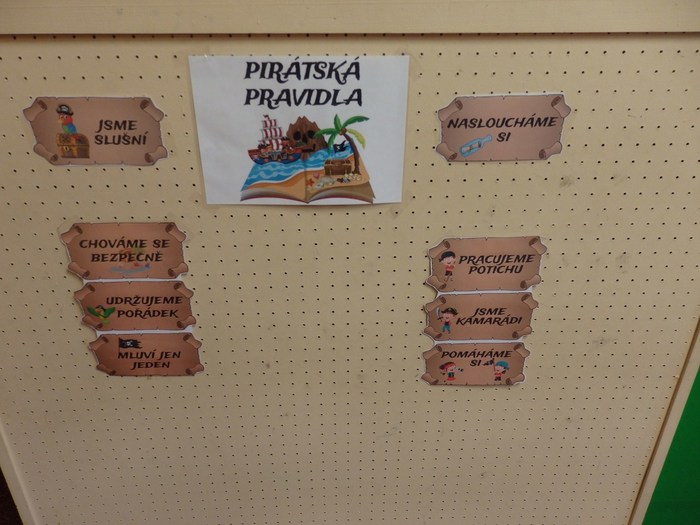 PIRÁTSKÁ
PRAVIDLA
JSME
SLUŠNÍ
NASLOUCHÁME
SI
CHOVÁME SE
BEZPEČNĚ
UDRŽUJEME
POŘÁDEK
MLUVÍ JEN
JEDEN
PRACUJEME
POTICHU
JSME
KAMARÁDI
POMÁHÁME
SI